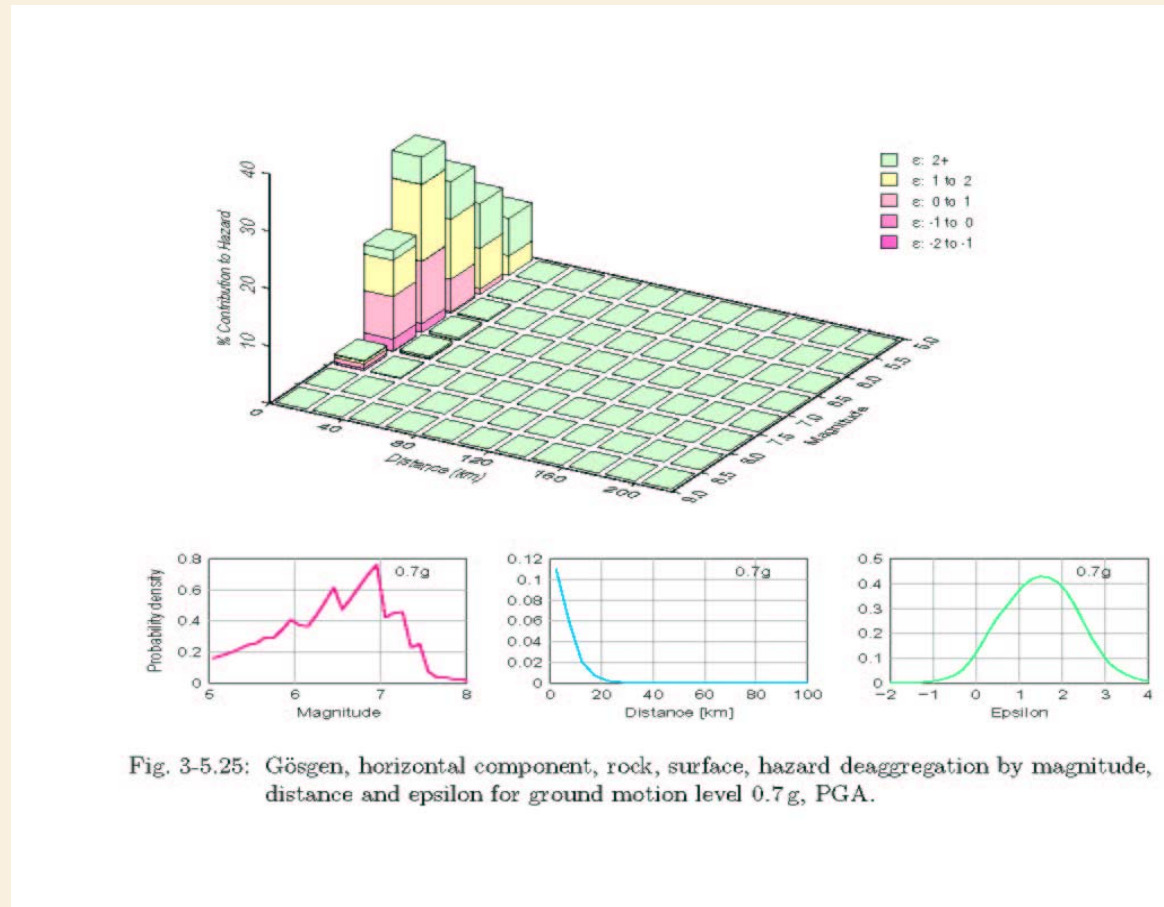 40
30
20
10
% Contribution to Hazard
ε: 2+
ε: 1 to 2
ε: 0 to 1
ε: -1 to 0
ε: -2 to -1
0
40
80
120
160
200
Distance (km)
5.0
5.5
6.0
6.5
7.0
7.5
8.0
8.5
9.0
Magnitude
0.8
0.6
0.4
0.2
0
Probability density
0.7g
5 6 7 8
Magnitude
0.12
0.1
0.08
0.06
0.04
0.02
0
0.7g
0 20 40 60 80 100
Distance [km]
0.5
0.4
0.3
0.2
0.1
0
0.7g
−2 −1 0 1 2 3 4
Epsilon
Fig. 3-5.25: Gösgen, horizontal component, rock, surface, hazard deaggregation by magnitude,
distance and epsilon for ground motion level 0.7 g, PGA.